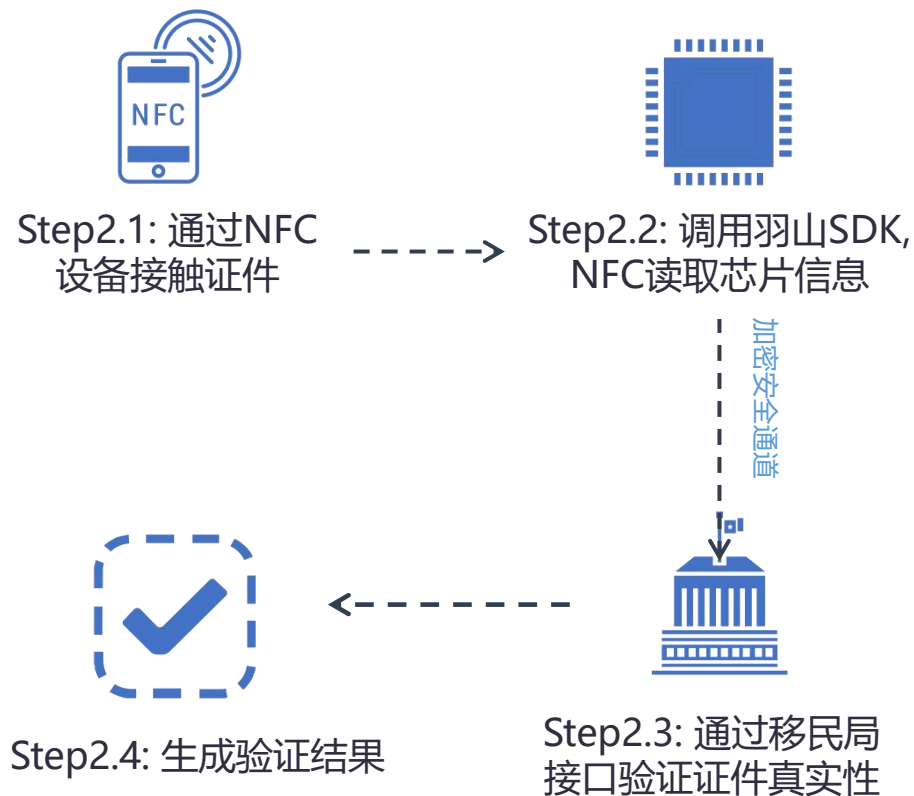 NFC
Step2.1: 通过NFC
设备接触证件
Step2.2: 调用羽山SDK,
NFC读取芯片信息
加密安全通道
Step2.3: 通过移民局
接口验证证件真实性
Step2.4: 生成验证结果